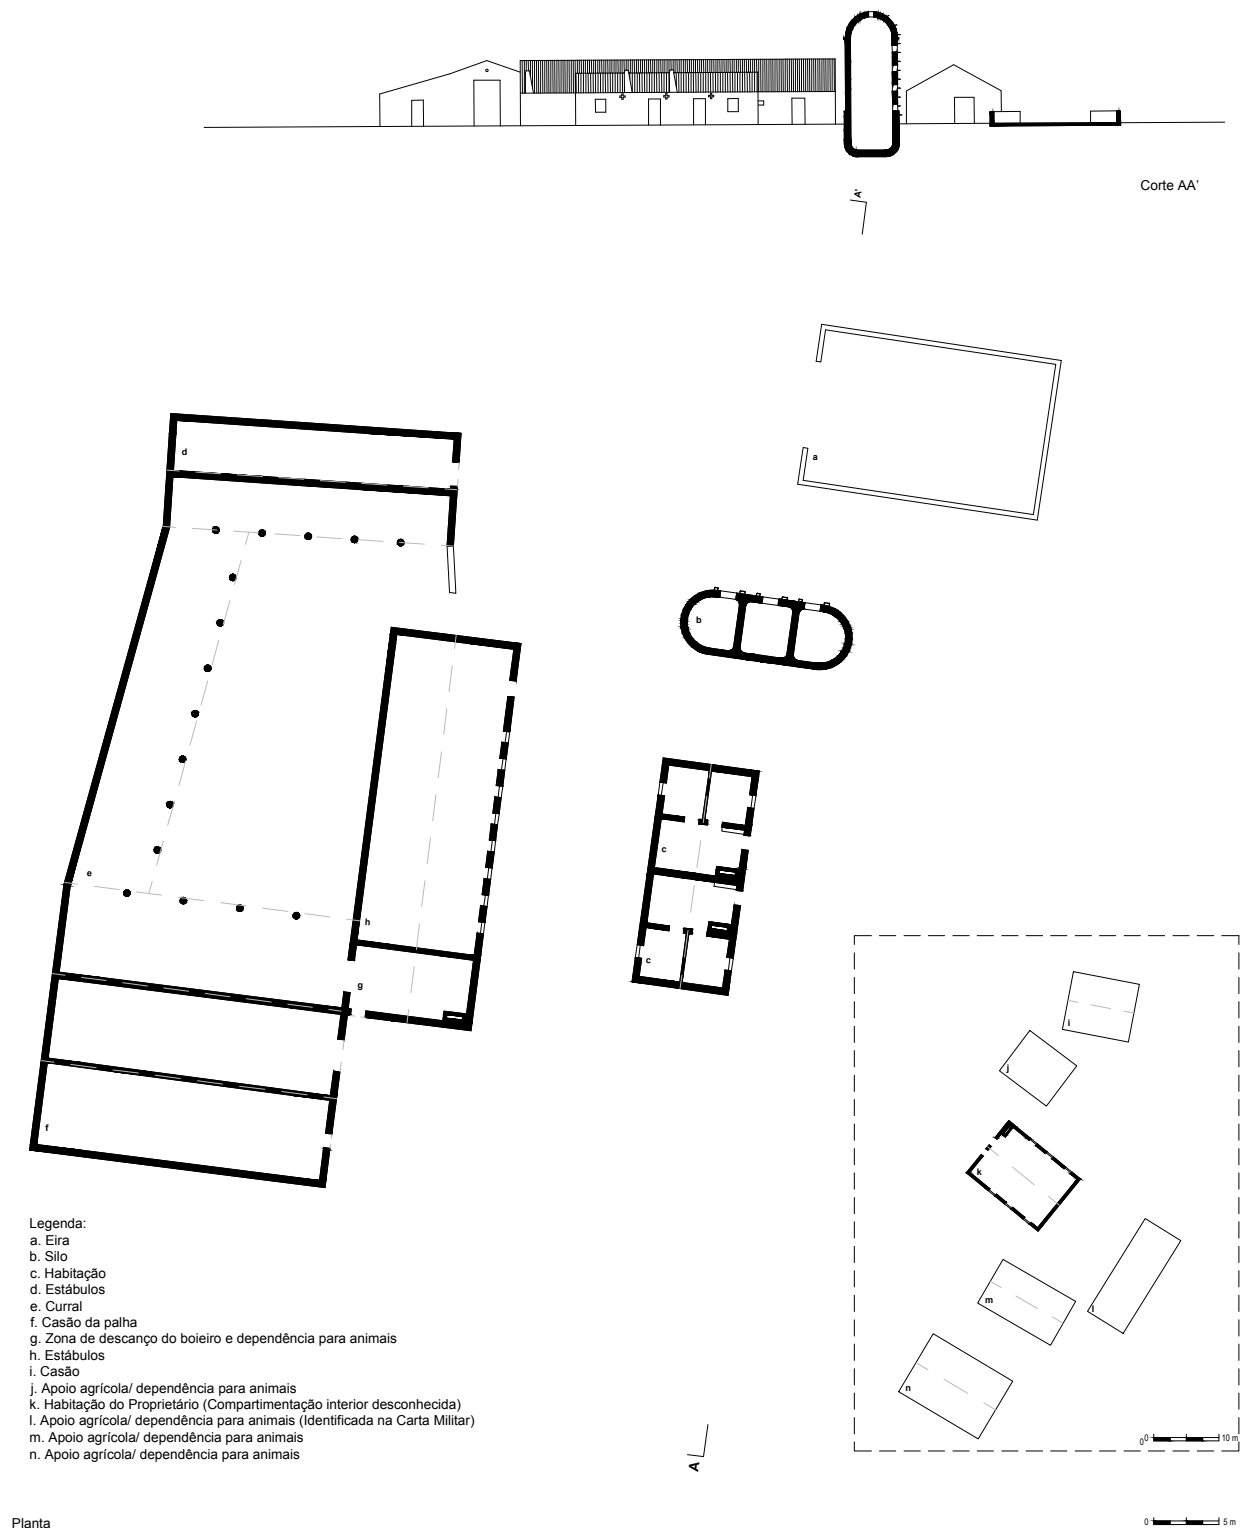 Corte AA'
A'
a
d
b
c
e
h
c
g
i
j
f
k
m
l
n
Legenda:
a. Eira
b. Silo
c. Habitação
d. Estábulos
e. Curral
f. Casão da palha
g. Zona de descanço do boieiro e dependência para animais
h. Estábulos
i. Casão
j. Apoio agrícola/ dependência para animais
k. Habitação do Proprietário (Compartimentação interior desconhecida)
l. Apoio agrícola/ dependência para animais (Identificada na Carta Militar)
m. Apoio agrícola/ dependência para animais
n. Apoio agrícola/ dependência para animais
0 0 10 m
A
Planta
0 5 m